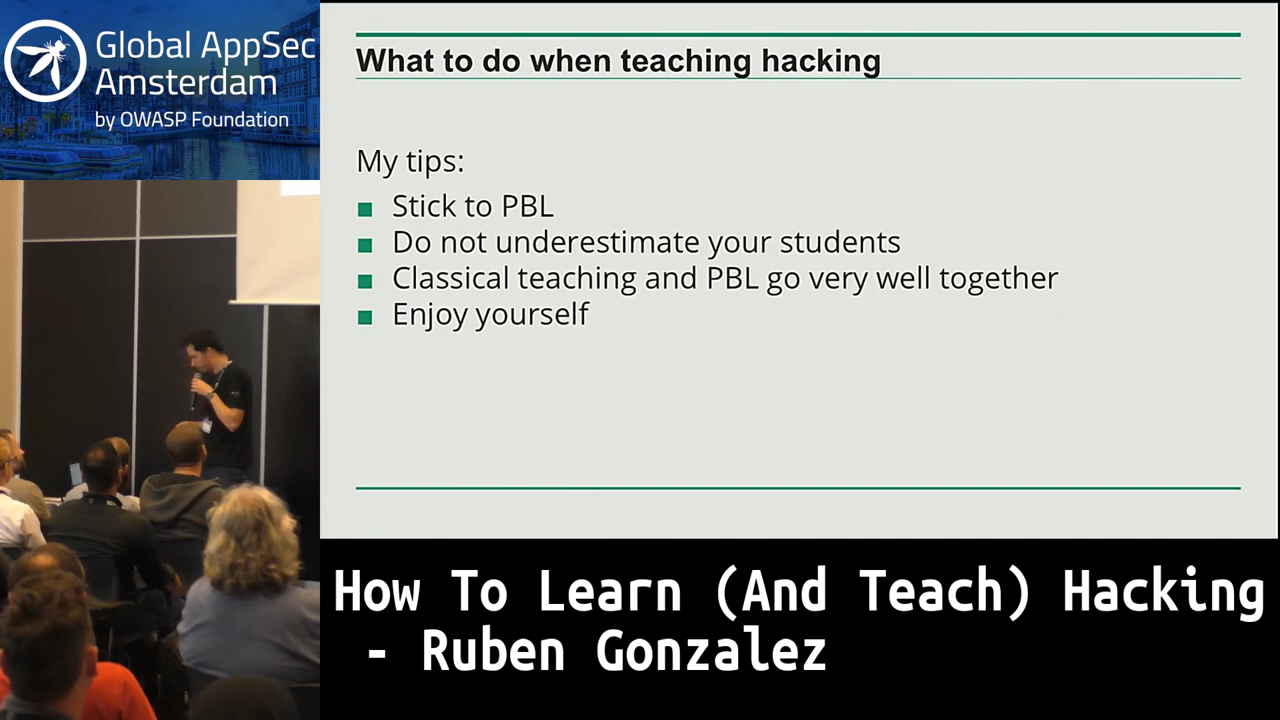 Global AppSec
Amsterdam
by OWASP Foundation
What to do when teaching hacking
My tips:
Stick to PBL
Do not underestimate your students
Classical teaching and PBL go very well together
Enjoy yourself
How To Learn (And Teach) Hacking
- Ruben Gonzalez